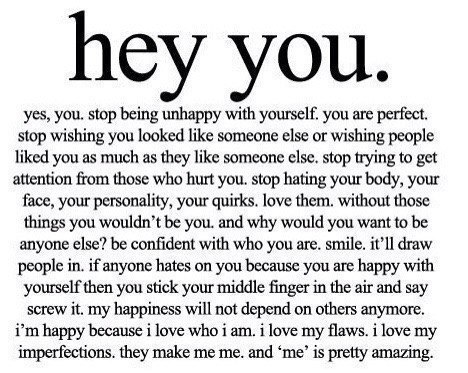 hey you.
yes, you. stop being unhappy with yourself. you are perfect.
stop wishing you looked like someone else or wishing people
liked you as much as they like someone else. stop trying to get
attention from those who hurt you. stop hating your body, your
face, your personality, your quirks. love them. without those
things you wouldn't be you. and why would you want to be
anyone else? be confident with who you are. smile. it'll draw
people in. if anyone hates on you because you are happy with
yourself then you stick your middle finger in the air and say
screw it. my happiness will not depend on others anymore.
i'm happy because i love who i am. i love my flaws. i love my
imperfections. they make me me. and 'me' is pretty amazing.